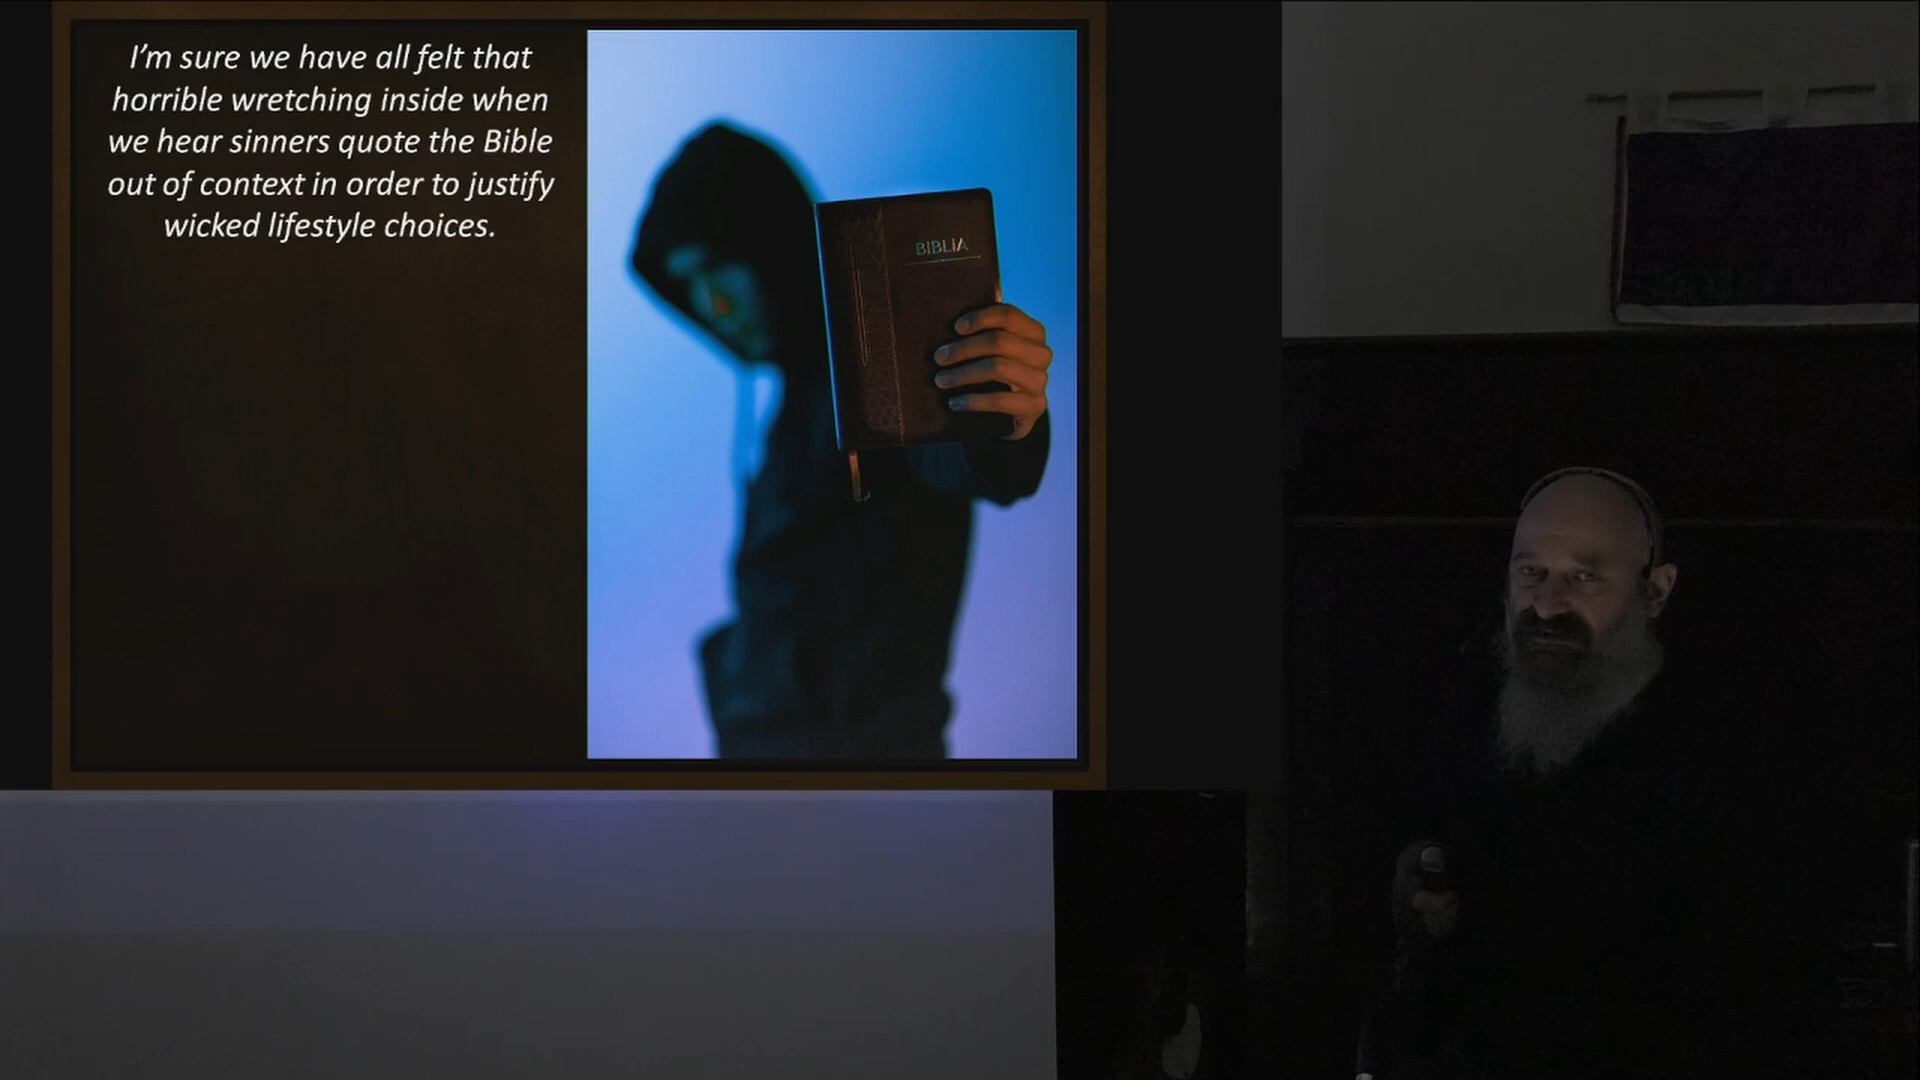 I'm sure we have all felt that
horrible wretching inside when
we hear sinners quote the Bible
out of context in order to justify
wicked lifestyle choices.
BIBLIA